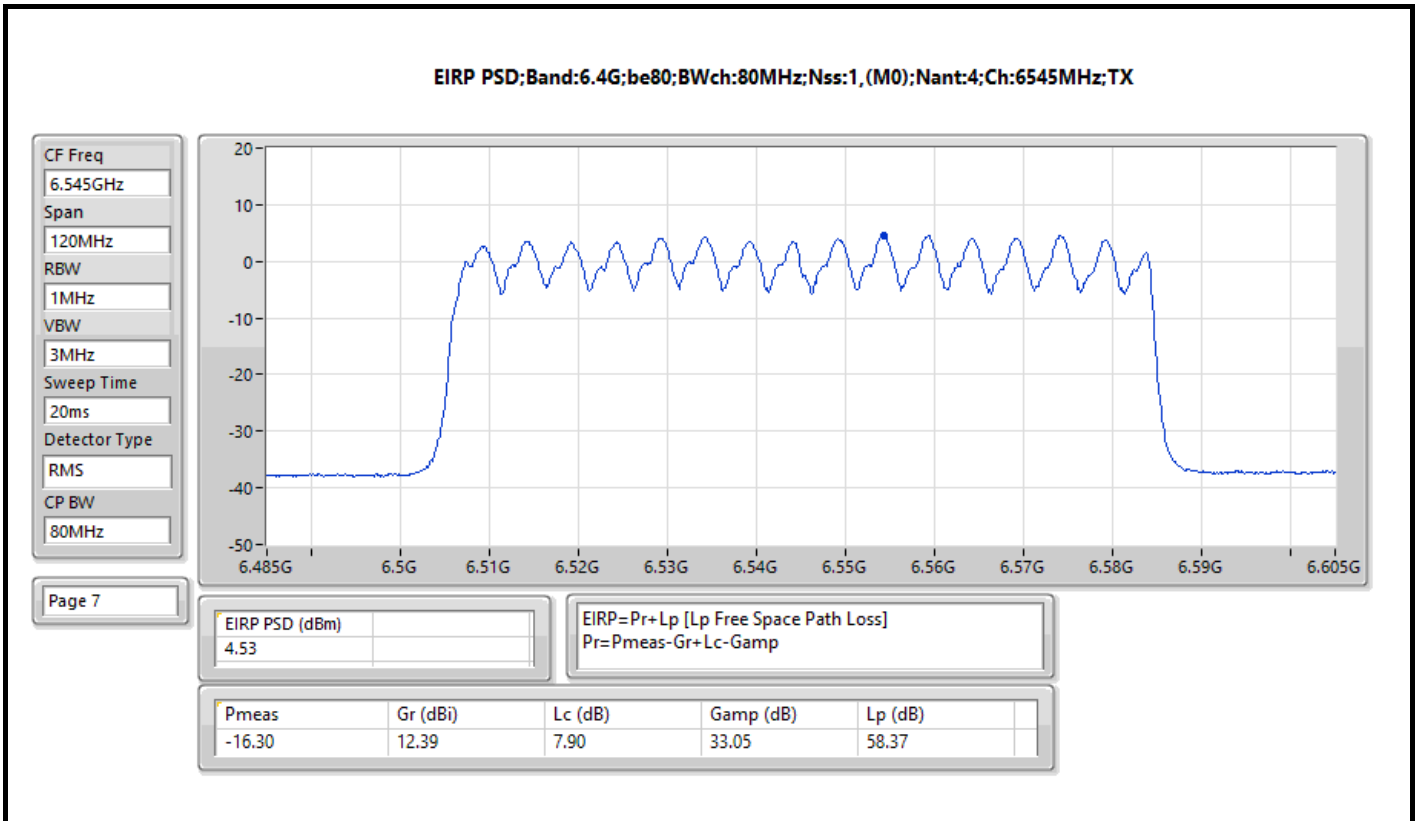 EIRP PSD;Band:6.4G;be80;BWch:80MHz;Nss:1,(M0);Nant:4;Ch:6545MHz;TX
CF Freq
6.545GHz
Span
120MHz
RBW
1MHz
VBW
3MHz
Sweep Time
20ms
Detector Type
RMS
CP BW
80MHz
Page 7
20
10
0
-10
-20
-30
-40
-50
6.485G 6.5G 6.51G 6.52G 6.53G 6.54G 6.55G 6.56G 6.57G 6.58G 6.59G 6.605G
EIRP PSD (dBm)
4.53
EIRP=Pr+Lp [Lp Free Space Path Loss]
Pr=Pmeas-Gr+Lc-Gamp
Pmeas Gr (dBi) Lc (dB) Gamp (dB) Lp (dB)
-16.30 12.39 7.90 33.05 58.37